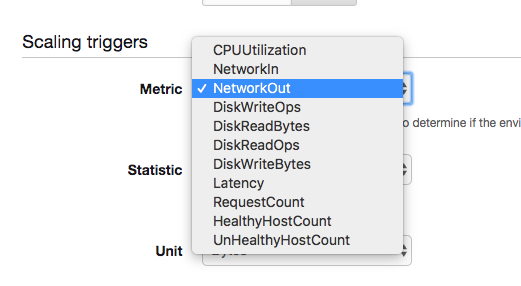 Scaling triggers
CPUUtilization
NetworkIn
Metric ✓ NetworkOut
DiskWriteOps
DiskReadBytes
o determine if the envi
DiskReadOps
DiskWriteBytes
Statistic
Latency
RequestCount
HealthyHostCount
UnHealthyHostCount
Unit